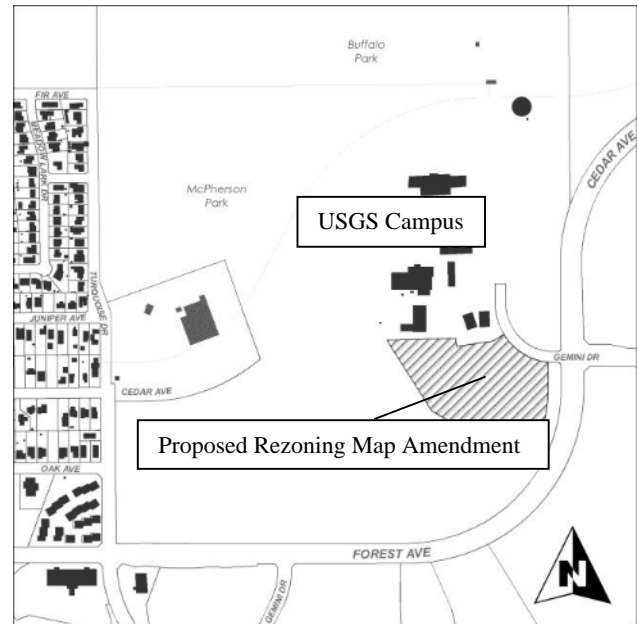 Buffalo
Park
FIR AVE
MEADOW LARK DR
CEDAR AVE
McPherson
Park
USGS Campus
TURQUOISE DR
JUNIPER AVE
GEMINI DR
CEDAR AVE
Proposed Rezoning Map Amendment
OAK AVE
FOREST AVE
GEMINI DR
N